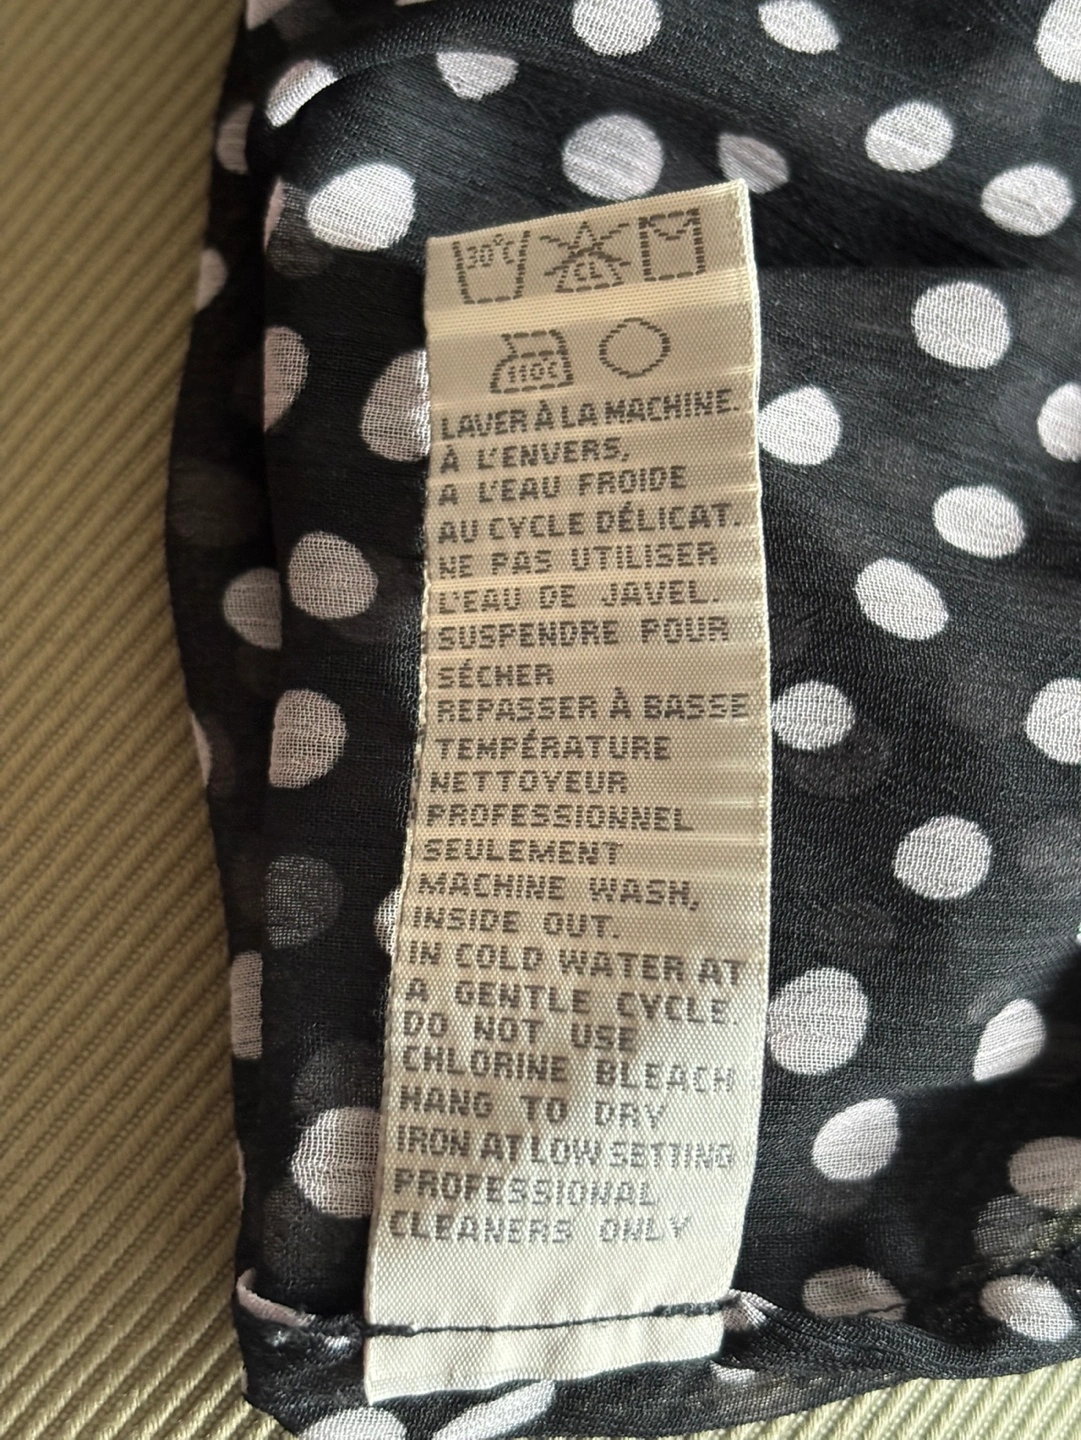 30°C CL
110C
LAVER À LA MACHINE.
À L'ENVERS,
A L'EAU FROIDE
AU CYCLE DÉLICAT.
NE PAS UTILISER
L'EAU DE JAVEL.
SUSPENDRE POUR
SÉCHER
REPASSER À BASSE
TEMPÉRATURE
NETTOYEUR
PROFESSIONNEL
SEULEMENT
MACHINE WASH,
INSIDE OUT.
IN COLD WATER AT
A GENTLE CYCLE.
DO NOT USE
CHLORINE BLEACH
HANG TO DRY
IRON AT LOW SETTING
PROFESSIONAL
CLEANERS ONLY